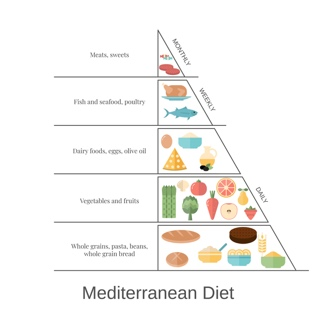 Meats, sweets
MONTHLY
Fish and seafood, poultry
WEEKLY
Dairy foods, eggs, olive oil
Vegetables and fruits
DAILY
Whole grains, pasta, beans,
whole grain bread
Mediterranean Diet